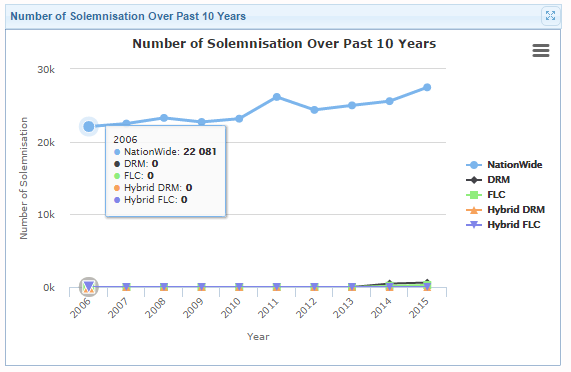 Number of Solemnisation Over Past 10 Years
Number of Solemnisation Over Past 10 Years
30k
20k
10k
0k
Number of Solemnisation
2006
NationWide: 22 081
DRM: 0
FLC: 0
Hybrid DRM: 0
Hybrid FLC: 0
NationWide
DRM
FLC
Hybrid DRM
Hybrid FLC
2006
2007
2008
2009
2010
2011
2012
2013
2014
2015
Year